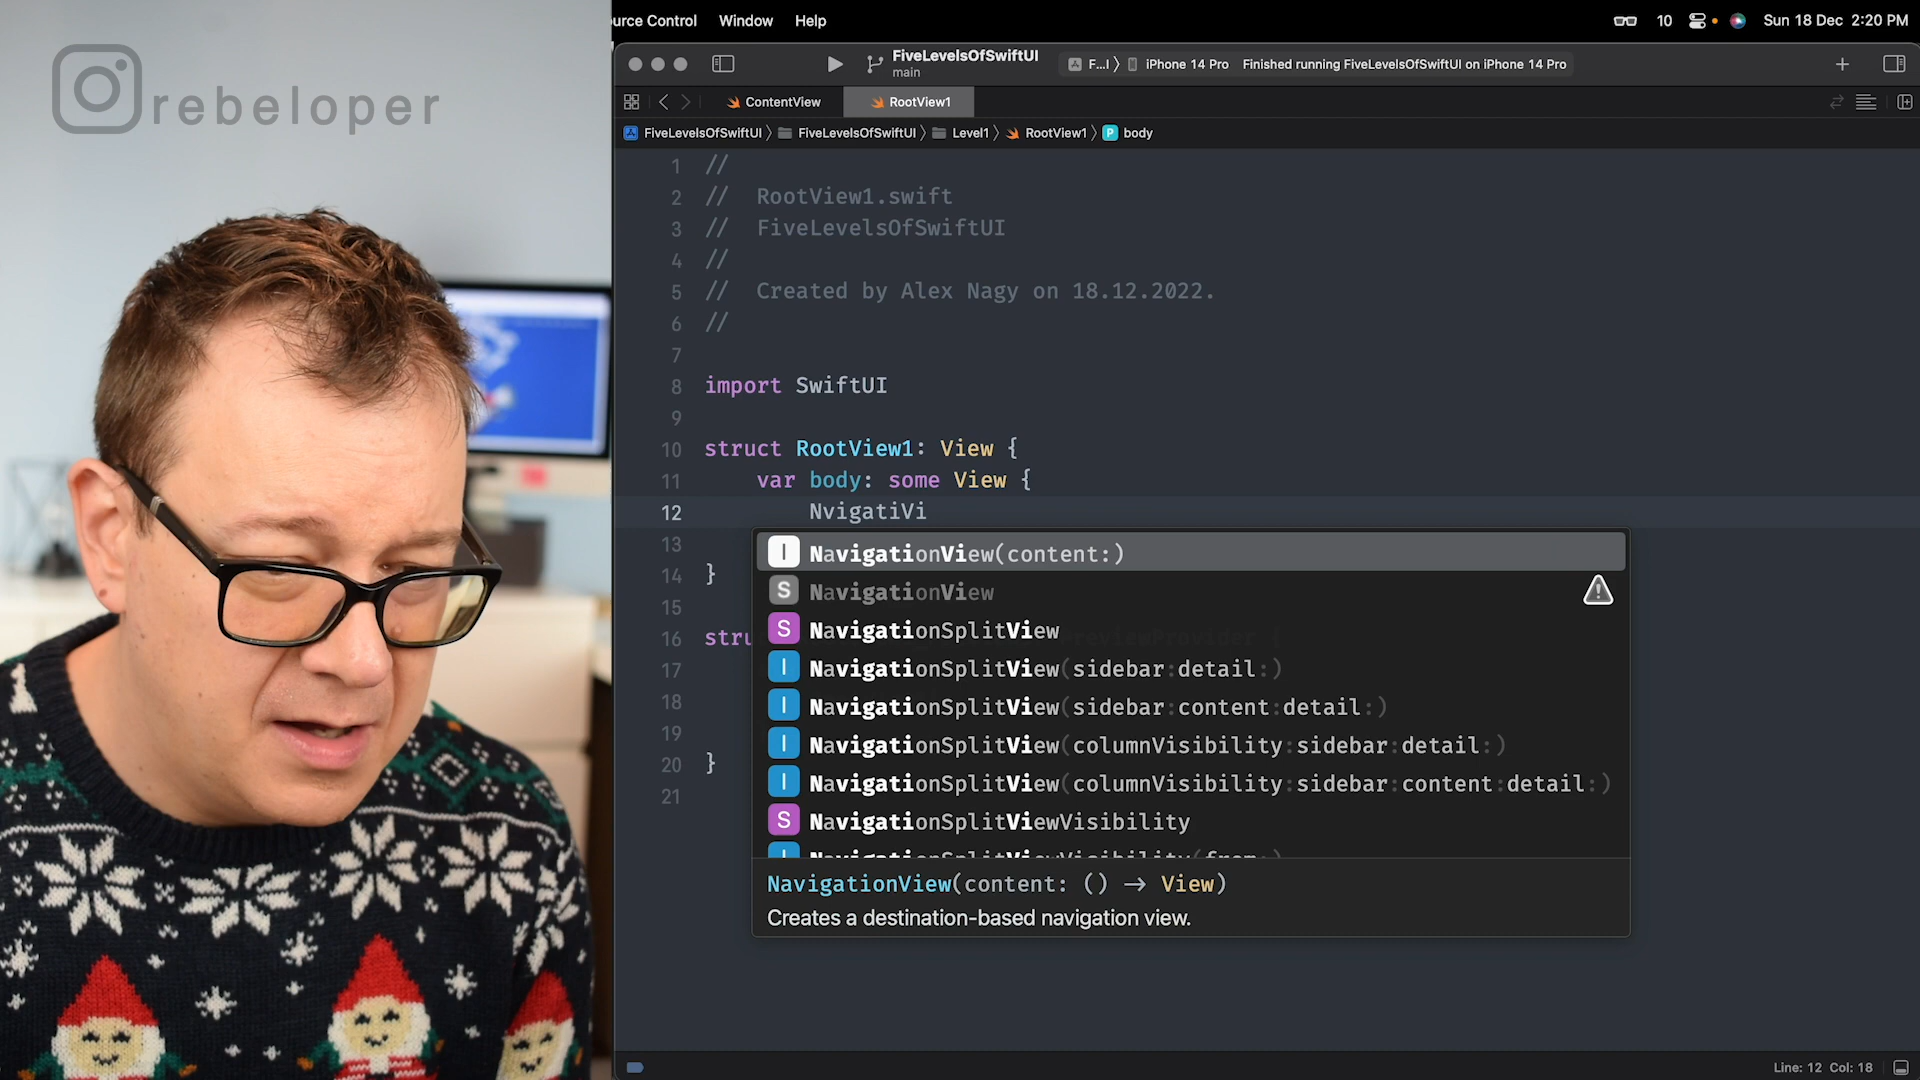 rebeloper
urce Control Window Help
10 Sun 18 Dec 2:20 PM
FiveLevelsOfSwiftUI
main
F...I 〉 iPhone 14 Pro Finished running FiveLevelsOfSwiftUI on iPhone 14 Pro
ContentView RootView1
FiveLevelsOfSwiftUI 〉 FiveLevelsOfSwiftUI 〉 Level1 〉 RootView1 〉 P body
1 //
2 // RootView1.swift
3 // FiveLevelsOfSwiftUI
4 //
5 // Created by Alex Nagy on 18.12.2022.
6 //
7
8 import SwiftUI
9
10 struct RootView1: View {
11 var body: some View {
12 NvigatiVi
13
14 }
15
16 stru previewProvider {
17
18
19
20 }
21
I NavigationView(content:)
S NavigationView
S NavigationSplitView
I NavigationSplitView(sidebar:detail:)
I NavigationSplitView(sidebar:content:detail:)
I NavigationSplitView(columnVisibility:sidebar:detail:)
I NavigationSplitView(columnVisibility:sidebar:content:detail:)
S NavigationSplitViewVisibility
NavigationSplitViewVisibility(from:)
NavigationView(content: () → View)
Creates a destination-based navigation view.
Line: 12 Col: 18